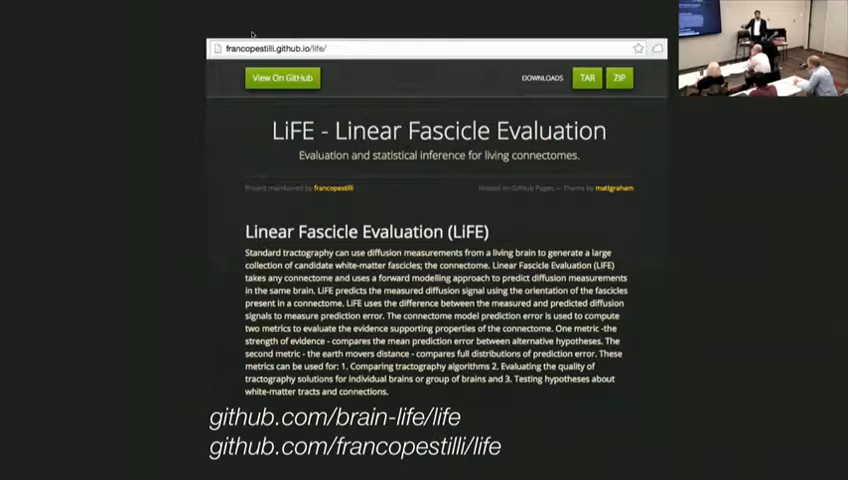 francopestilli.github.io/life/
View On GitHub
DOWNLOADS
TAR
ZIP
LiFE - Linear Fascicle Evaluation
Evaluation and statistical inference for living connectomes.
Project maintained by francopestilli
Hosted on GitHub Pages — Theme by mattgraham
Linear Fascicle Evaluation (LiFE)
Standard tractography can use diffusion measurements from a living brain to generate a large
collection of candidate white-matter fascicles; the connectome. Linear Fascicle Evaluation (LiFE)
takes any connectome and uses a forward modelling approach to predict diffusion measurements
in the same brain. LiFE predicts the measured diffusion signal using the orientation of the fascicles
present in a connectome. LiFE uses the difference between the measured and predicted diffusion
signals to measure prediction error. The connectome model prediction error is used to compute
two metrics to evaluate the evidence supporting properties of the connectome. One metric -the
strength of evidence - compares the mean prediction error between alternative hypotheses. The
second metric - the earth movers distance - compares full distributions of prediction error. These
metrics can be used for: 1. Comparing tractography algorithms 2. Evaluating the quality of
tractography solutions for individual brains or group of brains and 3. Testing hypotheses about
white-matter tracts and connections.
github.com/brain-life/life
github.com/francopestilli/life